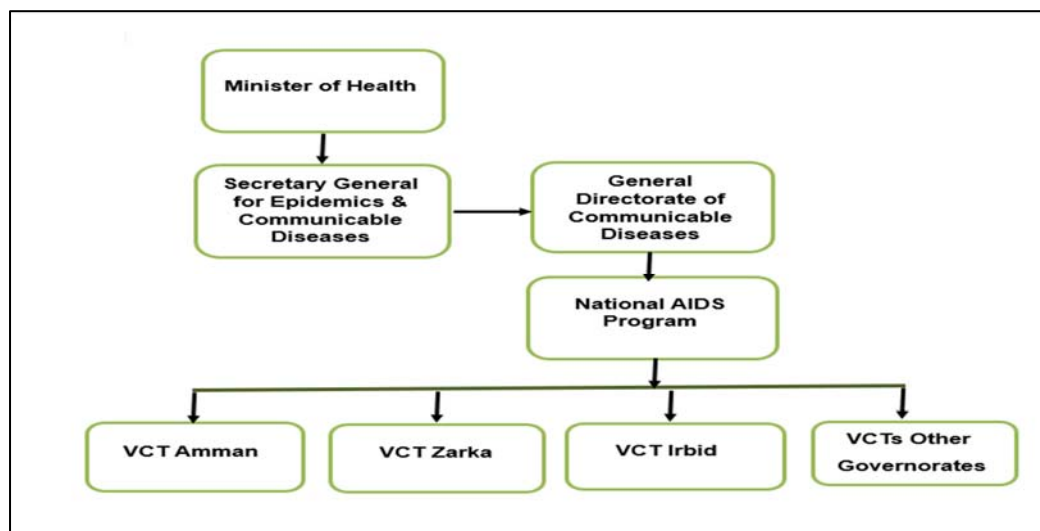 Minister of Health
Secretary General
for Epidemics &
Communicable
Diseases
General
Directorate of
Communicable
Diseases
National AIDS
Program
VCT Amman
VCT Zarka
VCT Irbid
VCTs Other
Governorates